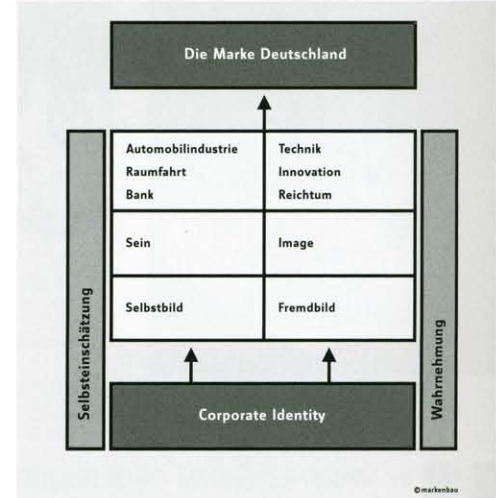 Die Marke Deutschland
Automobilindustrie
Raumfahrt
Bank
Technik
Innovation
Reichtum
Sein
Image
Selbstbild
Fremdbild
Selbsteinschätzung
Wahrnehmung
Corporate Identity
©markenbau